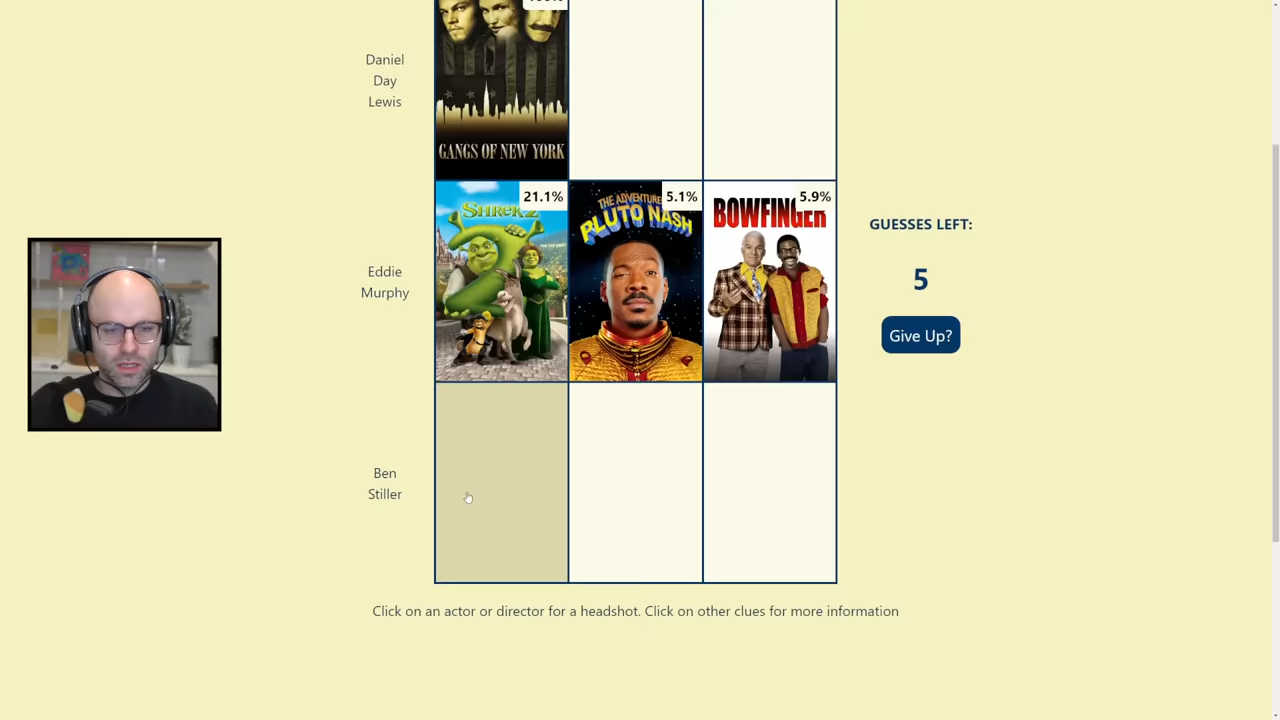 Daniel
Day
Lewis
GANGS OF NEW YORK
21.1%
5.1%
5.9%
SHREK 2
THE ADVENTURE
PLUTO NASH
BOWFINGER
Eddie
Murphy
GUESSES LEFT:
5
Give Up?
Ben
Stiller
Click on an actor or director for a headshot. Click on other clues for more information